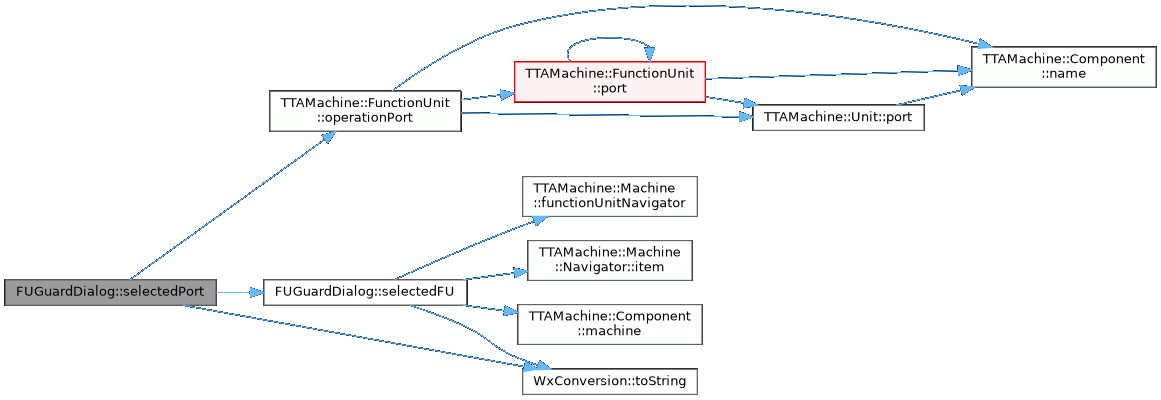 TTAMachine::Component
::name
TTAMachine::FunctionUnit
::port
TTAMachine::FunctionUnit
::operationPort
TTAMachine::Unit::port
TTAMachine::Machine
::functionUnitNavigator
TTAMachine::Machine
::Navigator::item
FUGuardDialog::selectedPort
FUGuardDialog::selectedFU
TTAMachine::Component
::machine
WxConversion::toString